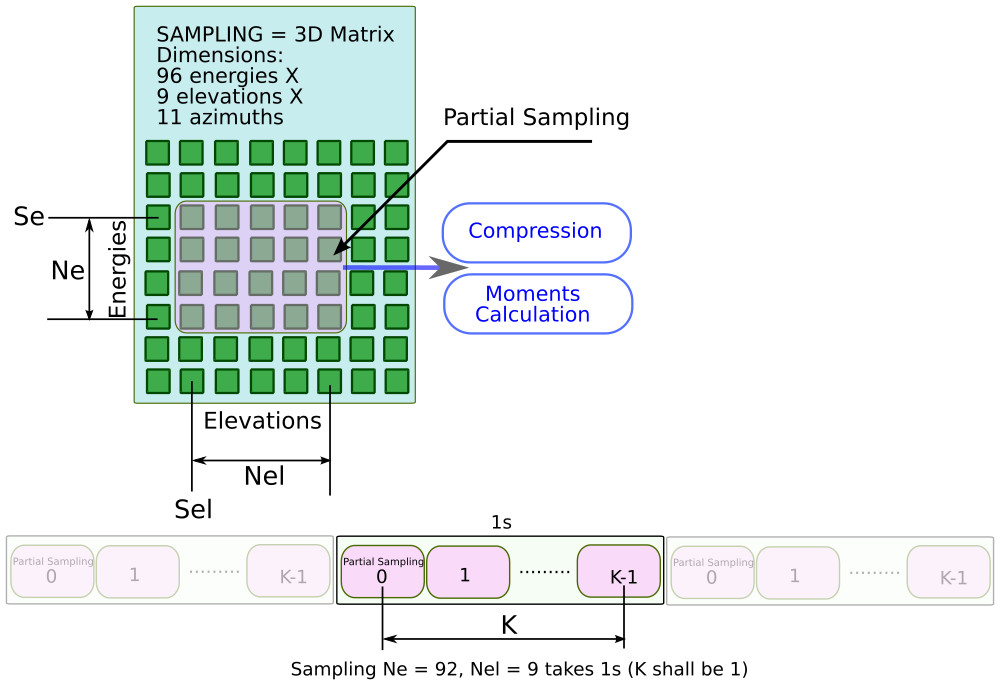 SAMPLING = 3D Matrix
Dimensions:
96 energies X
9 elevations X
11 azimuths
Partial Sampling
Se
Ne
Energies
Compression
Moments
Calculation
Elevations
Nel
Sel
1s
Partial Sampling
0
1
.........
K-1
Partial Sampling
0
1
.........
K-1
Partial Sampling
0
1
.........
K-1
K
Sampling Ne = 92, Nel = 9 takes 1s (K shall be 1)